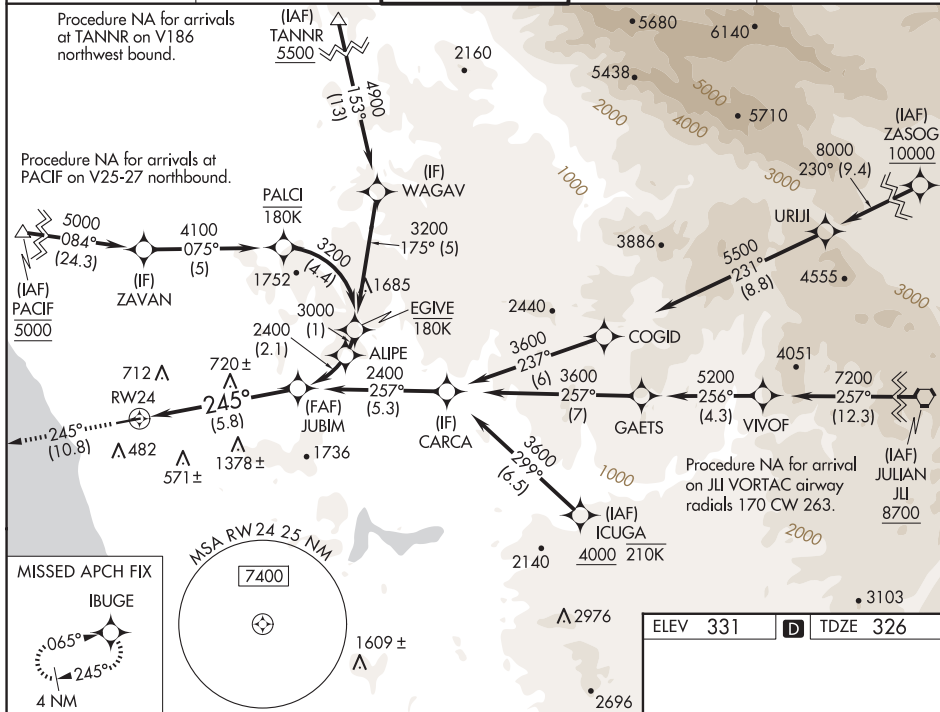 Procedure NA for arrivals
at TANNR on V186
northwest bound.
(IAF)
TANNR
5500
4900
153°
(13)
2160
5680
6140
5438
5000
2000
4000
5710
(IAF)
ZASOG
10000
8000
230° (9.4)
3000
1000
Procedure NA for arrivals at
PACIF on V25-27 northbound.
(IF)
WAGAV
PALCI
180K
URIJI
5000
084°
(24.3)
4100
075°
(5)
3200
(4.4)
3200
175° (5)
3886
5500
231°
(8.8)
4555
3000
(IAF)
PACIF
5000
(IF)
ZAVAN
1752
1685
3000
(1)
EGIVE
180K
2440
2400
(2.1)
ALIPE
COGID
3600
237°
(6)
4051
712
720 ±
RW24
245°
(5.8)
2400
257°
(5.3)
3600
257°
(7)
5200
256°
(4.3)
7200
257°
(12.3)
(FAF)
JUBIM
(IF)
CARCA
GAETS
VIVOF
245°
(10.8)
482
571 ±
1378 ±
1736
3600
299°
(6.5)
1000
Procedure NA for arrival
on JLI VORTAC airway
radials 170 CW 263.
(IAF)
JULIAN
JLI
8700
2000
(IAF)
ICUGA
4000
210K
2140
MSA RW24 25 NM
7400
MISSED APCH FIX
IBUGE
065°
245°
4 NM
1609 ±
2976
3103
2696
ELEV 331
D
TDZE 326